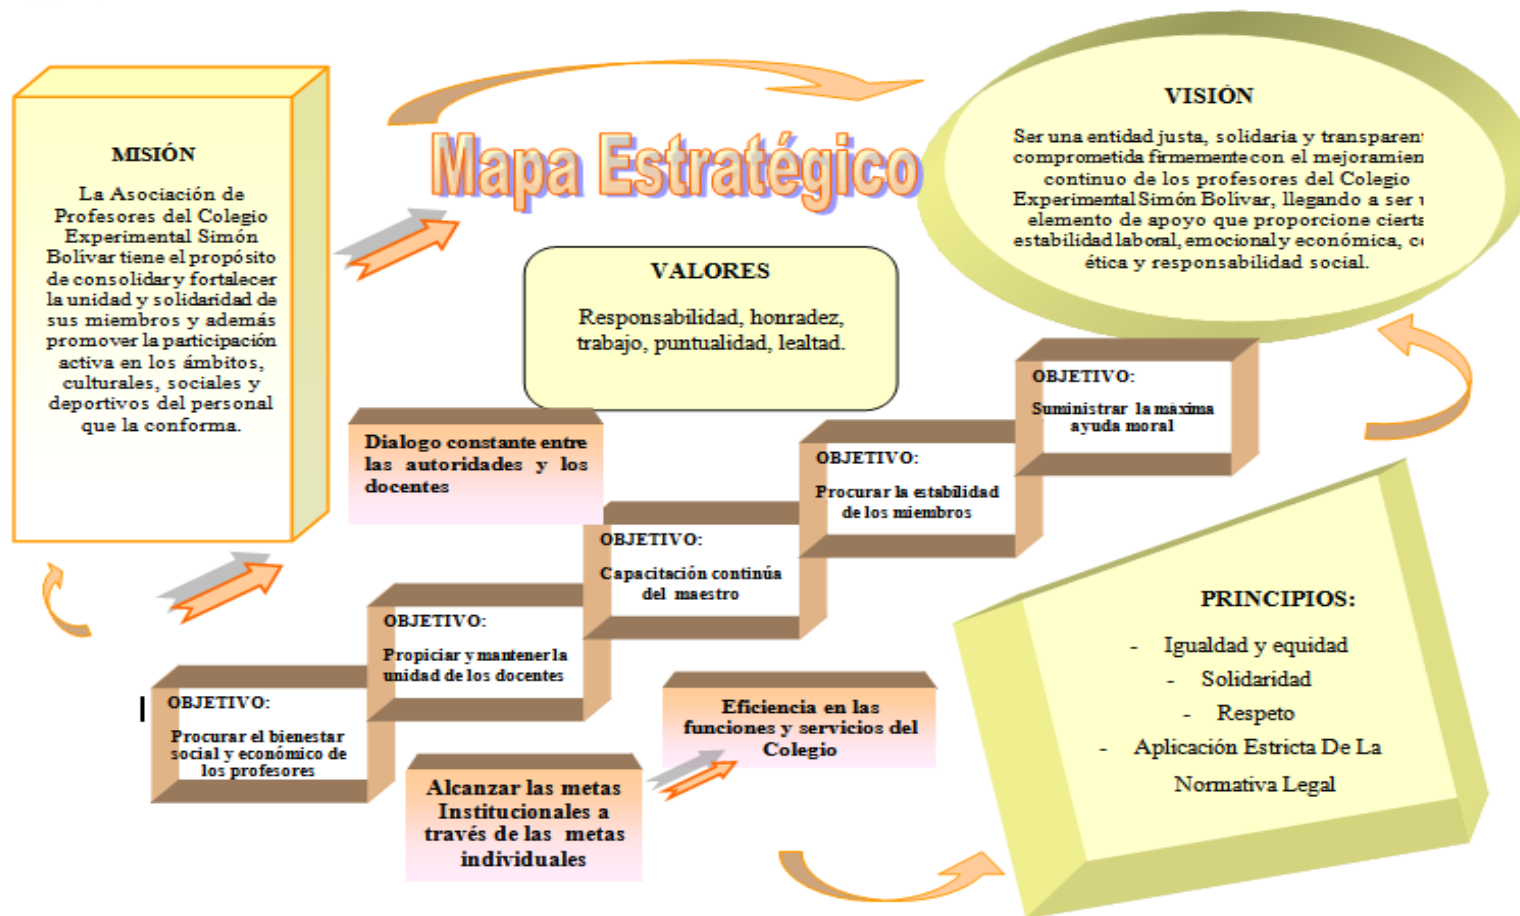 MISIÓN
La Asociación de
Profesores del Colegio
Experimental Simón
Bolívar tiene el propósito
de consolidar y fortalecer
la unidad y solidaridad de
sus miembros y además
promover la participación
activa en los ámbitos,
culturales, sociales y
deportivos del personal
que la conforma.
Mapa Estratégico
VISIÓN
Ser una entidad justa, solidaria y transparent
comprometida firmemente con el mejoramien
continuo de los profesores del Colegio
Experimental Simón Bolívar, llegando a ser
elemento de apoyo que proporcione cierta
estabilidad laboral, emocional y económica, c
ética y responsabilidad social.
VALORES
Responsabilidad, honradez,
trabajo, puntualidad, lealtad.
OBJETIVO:
Suministrar la máxima
ayuda moral
Dialogo constante entre
las autoridades y los
docentes
OBJETIVO:
Procurar la estabilidad
de los miembros
OBJETIVO:
Capacitación continúa
del maestro
OBJETIVO:
Propiciar y mantener la
unidad de los docentes
OBJETIVO:
Procurar el bienestar
social y económico de
los profesores
Eficiencia en las
funciones y servicios del
Colegio
Alcanzar las metas
Institucionales a
través de las metas
individuales
PRINCIPIOS:
- Igualdad y equidad
- Solidaridad
- Respeto
- Aplicación Estricta De La
Normativa Legal